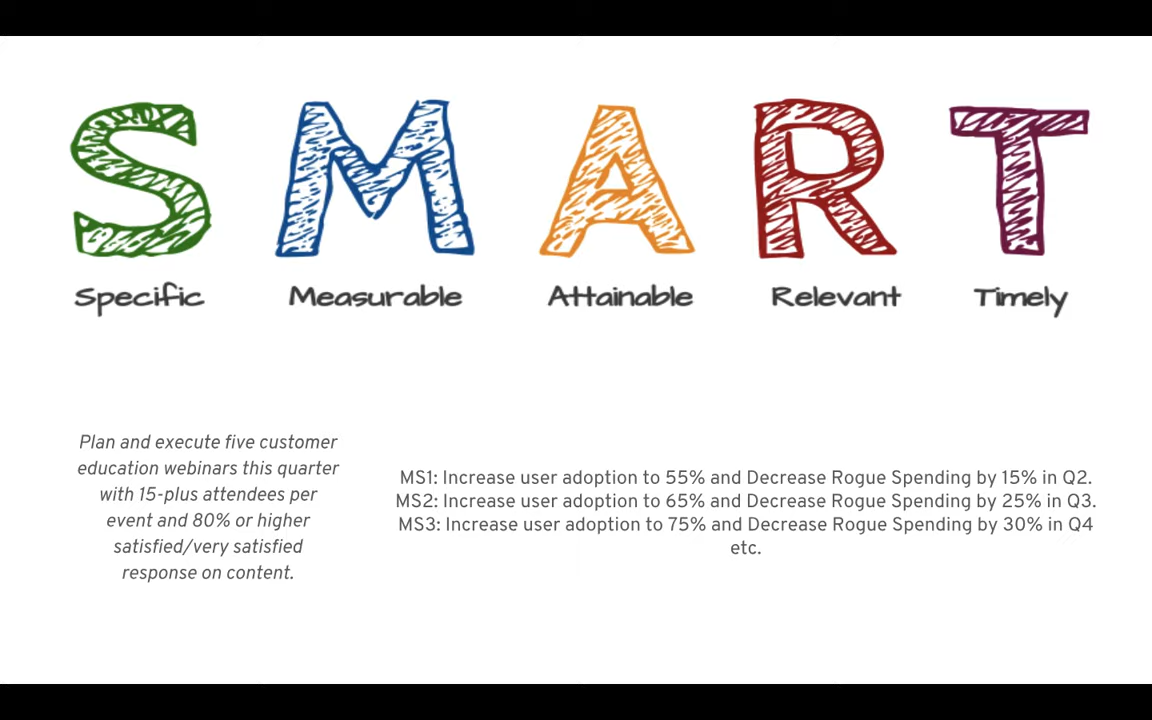 SMART
Specific Measurable Attainable Relevant Timely
Plan and execute five customer
education webinars this quarter
with 15-plus attendees per
event and 80% or higher
satisfied/very satisfied
response on content.
MS1: Increase user adoption to 55% and Decrease Rogue Spending by 15% in Q2.
MS2: Increase user adoption to 65% and Decrease Rogue Spending by 25% in Q3.
MS3: Increase user adoption to 75% and Decrease Rogue Spending by 30% in Q4
etc.